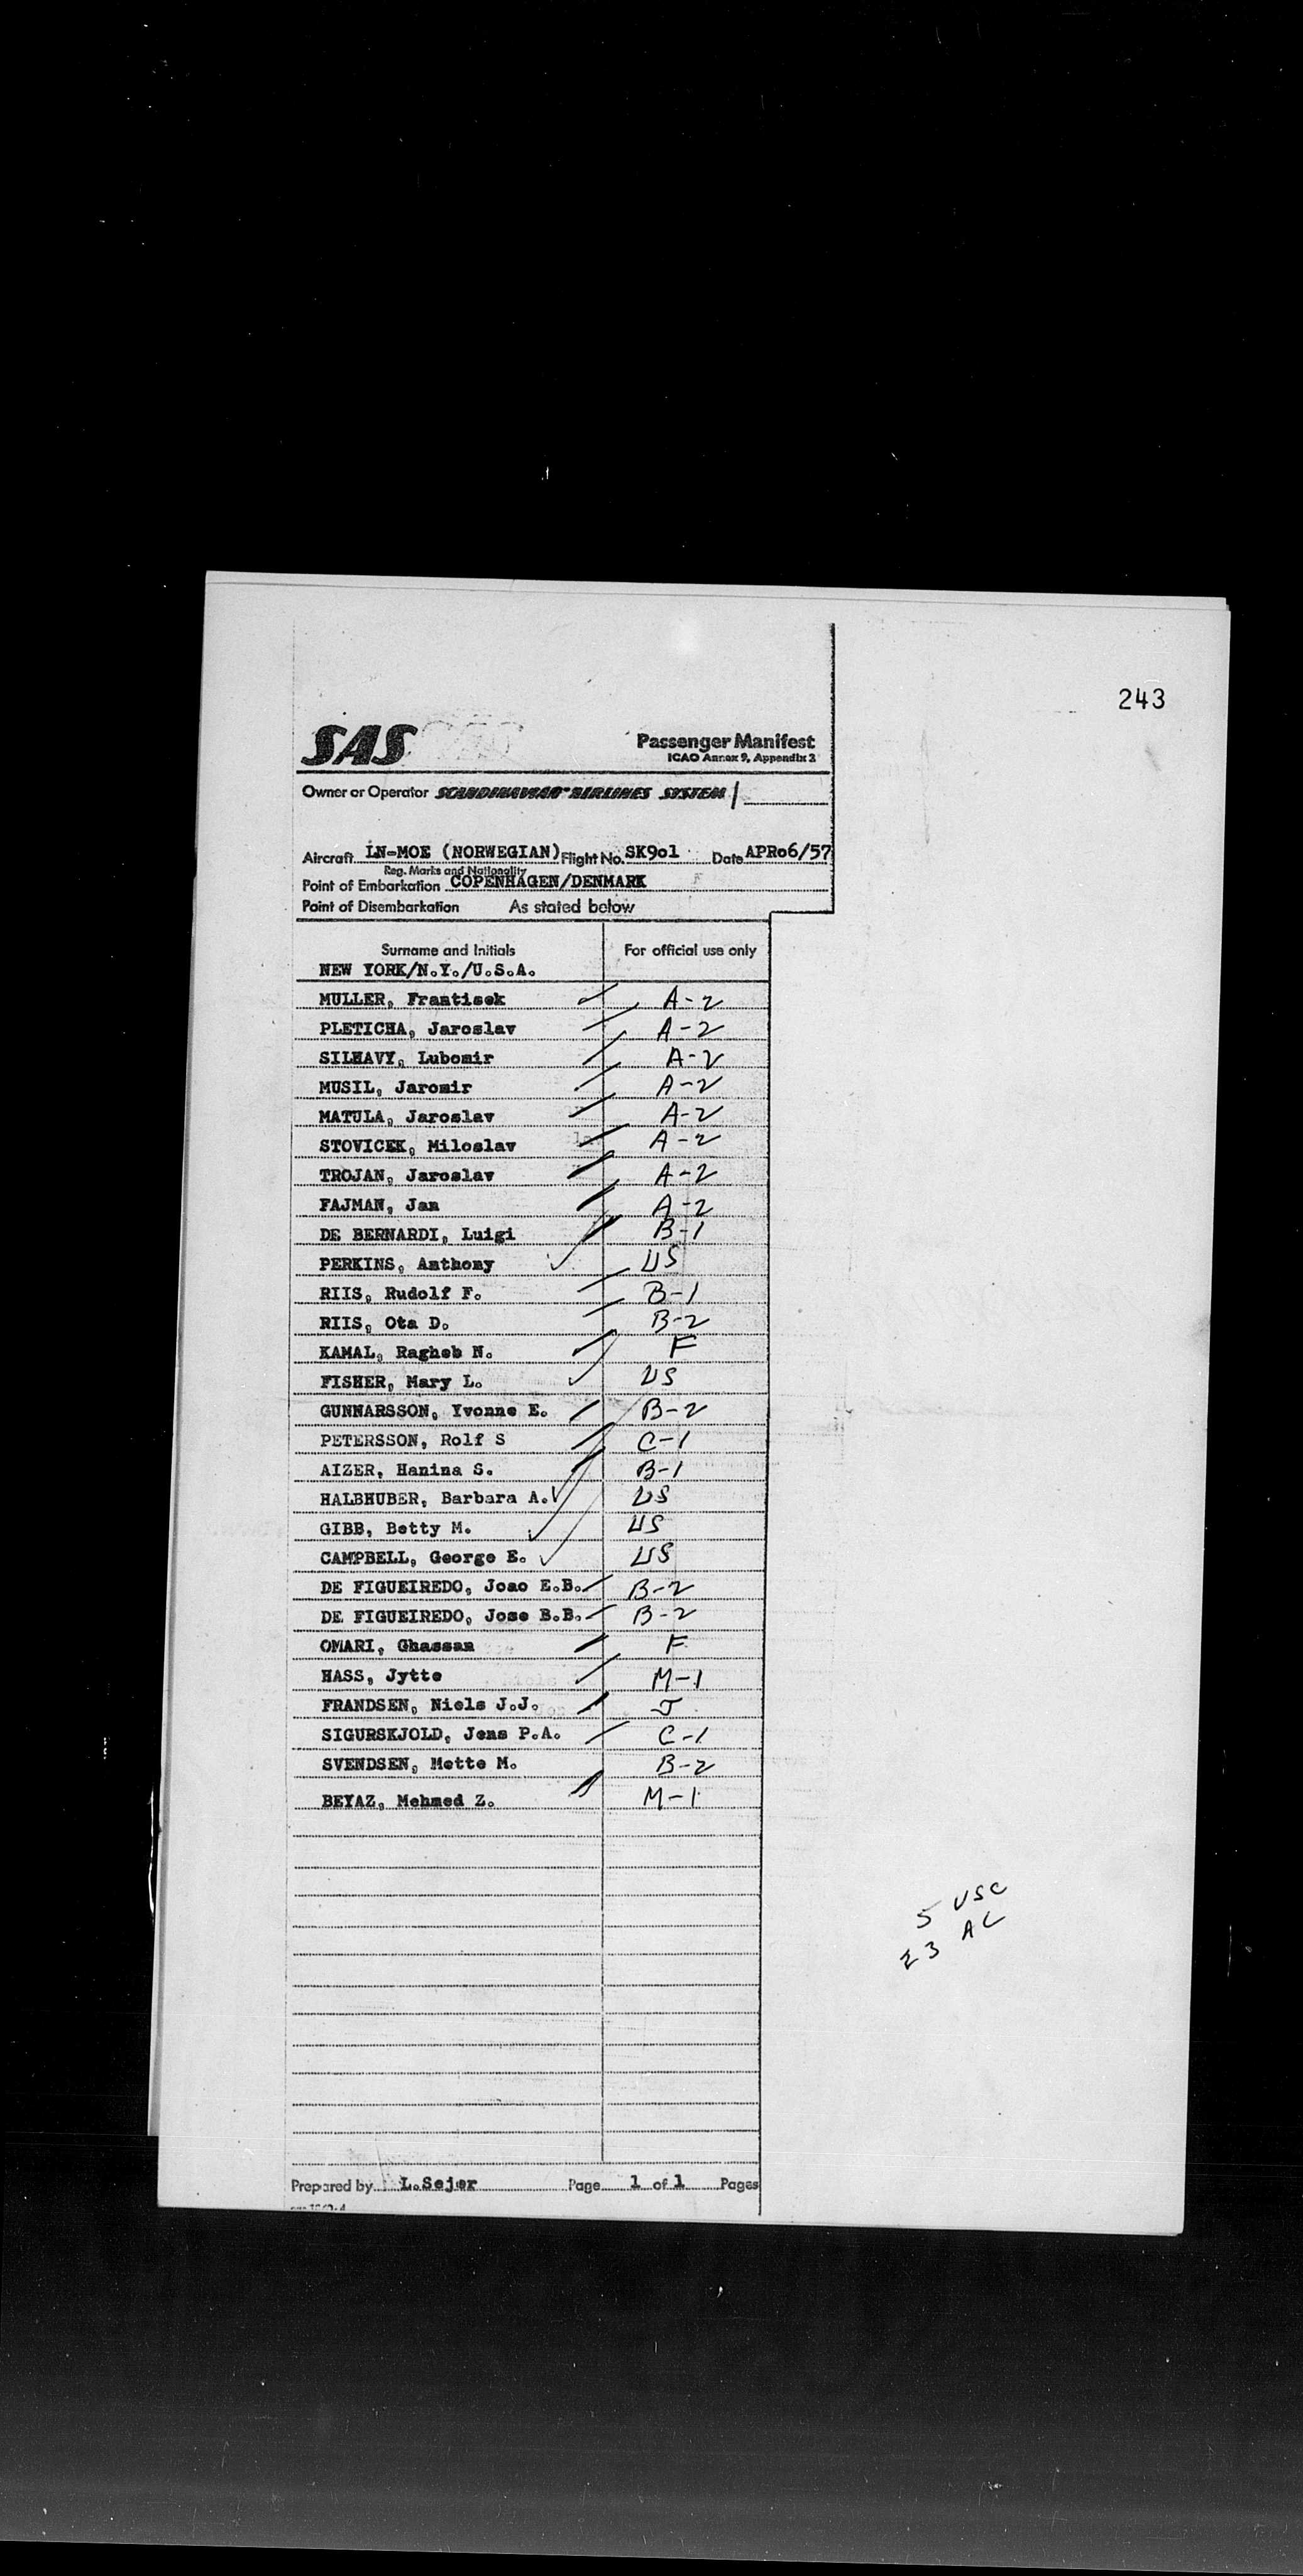 243
SAS
Passenger Manifest
ICAO Annex 9, Appendix 2
Owner or Operator SCANDINAVIAN AIRLINES SYSTEM
Aircraft LN-MOE (NORWEGIAN) Flight No. SK9o1 Date APRo6/57
Reg. Marks and Nationality
Point of Embarkation COPENHAGEN/DENMARK
Point of Disembarkation As stated below
Surname and Initials For official use only
NEW YORK/N.Y./U.S.A.
MULLER, Frantisek A-2
PLETICHA, Jaroslav A-2
SILHAVY, Lubomir A-2
MUSIL, Jaromir A-2
MATULA, Jaroslav A-2
STOVICEK, Miloslav A-2
TROJAN, Jaroslav A-2
FAJMAN, Jan A-2
DE BERNARDI, Luigi B-1
PERKINS, Anthony US
RIIS, Rudolf F. B-1
RIIS, Ota D. B-2
KAMAL, Ragheb N. F
FISHER, Mary L. US
GUNNARSSON, Yvonne E. B-2
PETERSSON, Rolf S C-1
AIZER, Hanina S. B-1
HALBHUBER, Barbara A. US
GIBB, Betty M. US
CAMPBELL, George E. US
DE FIGUEIREDO, Joao E.B. B-2
DE FIGUEIREDO, Jose B.B. B-2
OMARI, Ghassan F
HASS, Jytte M-1
FRANDSEN, Niels J.J. J
SIGURSKJOLD, Jens P.A. C-1
SVENDSEN, Mette M. B-2
BEYAZ, Mehmed Z. M-1
5 USC
23 AL
Prepared by L.Sejer Page 1 of 1 Pages